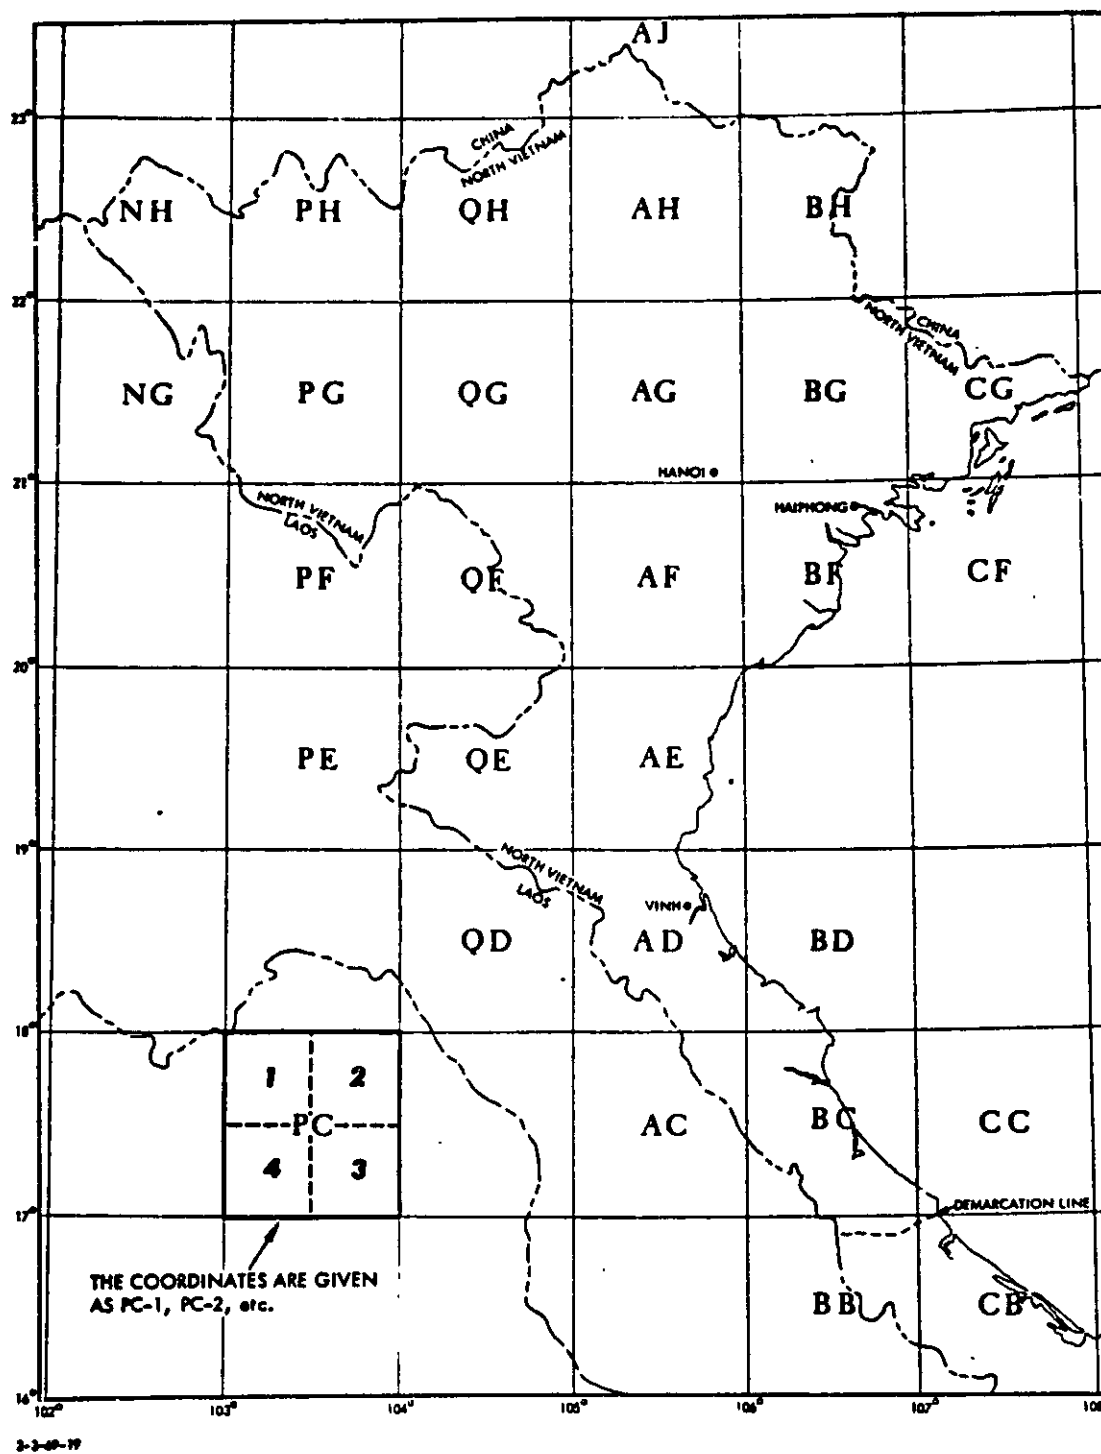 AJ
23°
CHINA
NORTH VIETNAM
NH PH QH AH BH
22°
CHINA
NORTH VIETNAM
NG PG QG AG BG CG
HANOI
21°
NORTH VIETNAM
LAOS
HAIPHONG
PF QF AF BF CF
20°
PE QE AE
19°
NORTH VIETNAM
LAOS
VINH
QD AD BD
18°
1 2
PC AC BC CC
4 3
17°
DEMARCATION LINE
THE COORDINATES ARE GIVEN
AS PC-1, PC-2, etc.
BB CB
16°
102° 103° 104° 105° 106° 107° 108